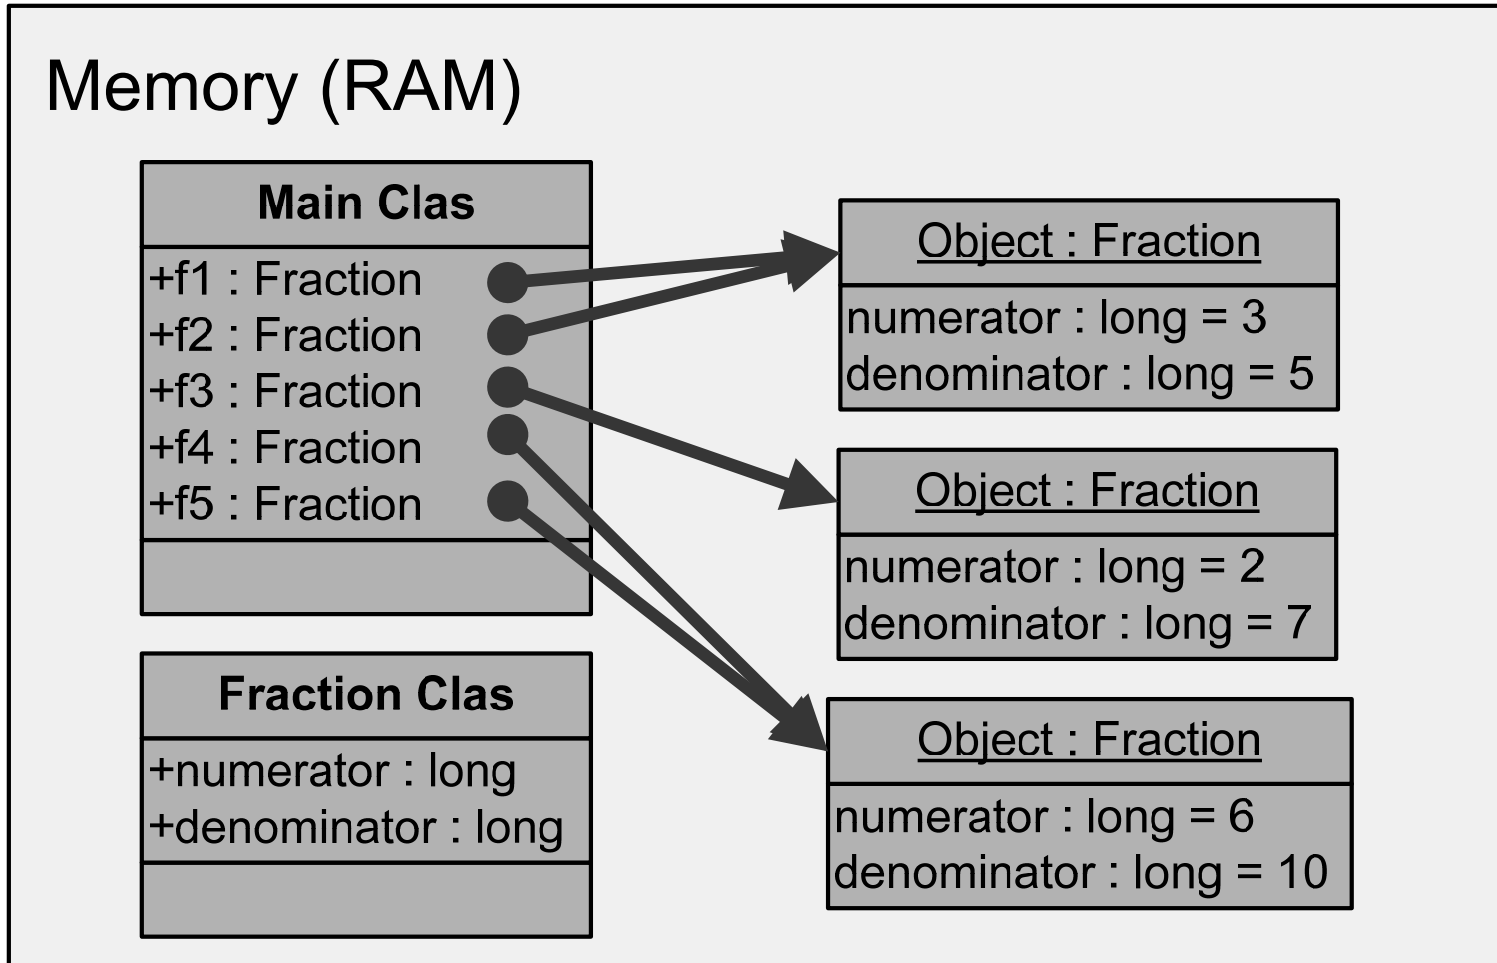 Memory (RAM)
Main Clas
+f1 : Fraction
+f2 : Fraction
+f3 : Fraction
+f4 : Fraction
+f5 : Fraction
Fraction Clas
+numerator : long
+denominator : long
Object : Fraction
numerator : long = 3
denominator : long = 5
Object : Fraction
numerator : long = 2
denominator : long = 7
Object : Fraction
numerator : long = 6
denominator : long = 10